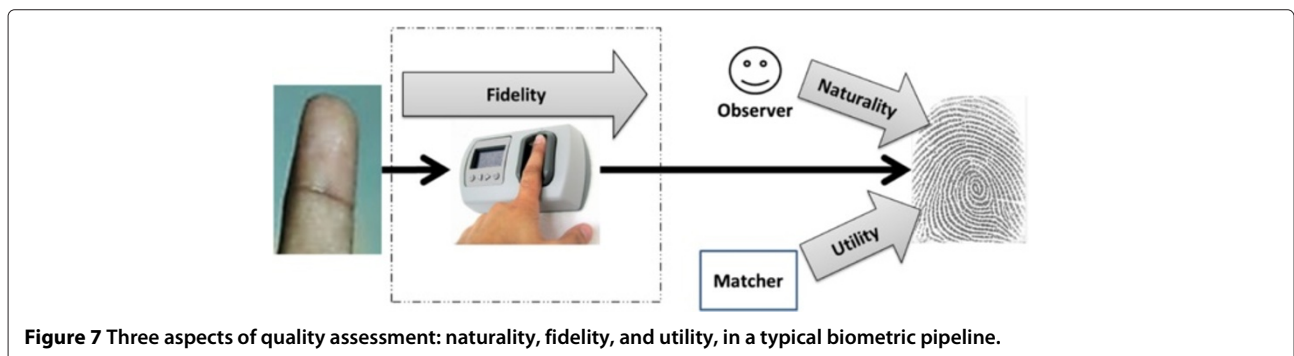 Fidelity
Observer
Naturality
Utility
Matcher
Figure 7 Three aspects of quality assessment: naturality, fidelity, and utility, in a typical biometric pipeline.